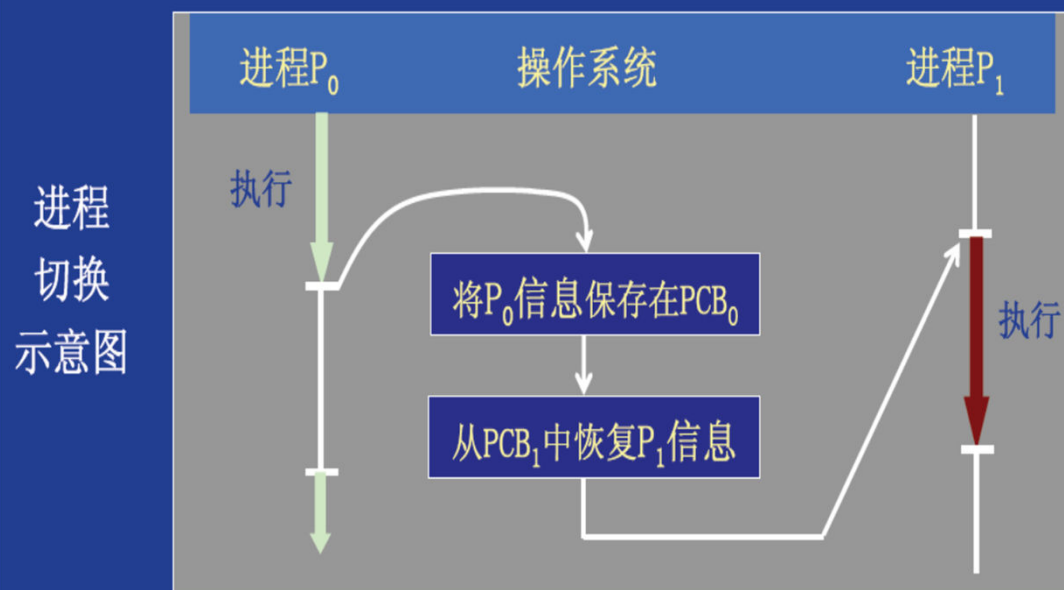 进程P₀
操作系统
进程P₁
进程
切换
示意图
执行
将P₀信息保存在PCB₀
从PCB₁中恢复P₁信息
执行